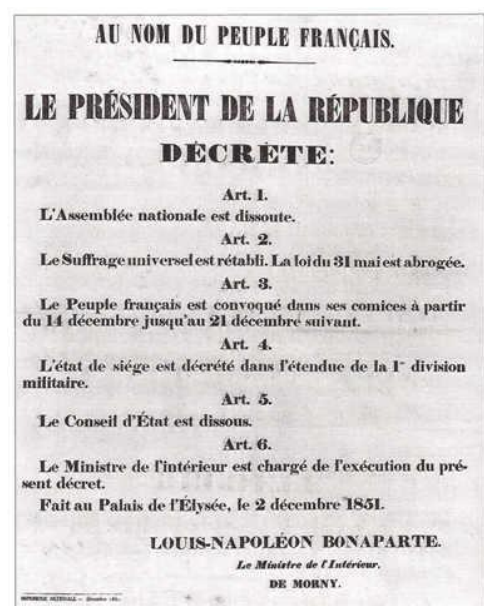 AU NOM DU PEUPLE FRANÇAIS.
LE PRÉSIDENT DE LA RÉPUBLIQUE
DÉCRÈTE:
Art. 1.
L'Assemblée nationale est dissoute.
Art. 2.
Le Suffrage universel est rétabli. La loi du 31 mai est abrogée.
Art. 3.
Le Peuple français est convoqué dans ses comices à partir
du 14 décembre jusqu'au 21 décembre suivant.
Art. 4.
L'état de siége est décrété dans l'étendue de la 1re division
militaire.
Art. 5.
Le Conseil d'État est dissous.
Art. 6.
Le Ministre de l'intérieur est chargé de l'exécution du pré-
sent décret.
Fait au Palais de l'Élysée, le 2 décembre 1851.
LOUIS-NAPOLÉON BONAPARTE.
Le Ministre de l'Intérieur.
DE MORNY.
IMPRIMERIE NATIONALE. — Décembre 1851.